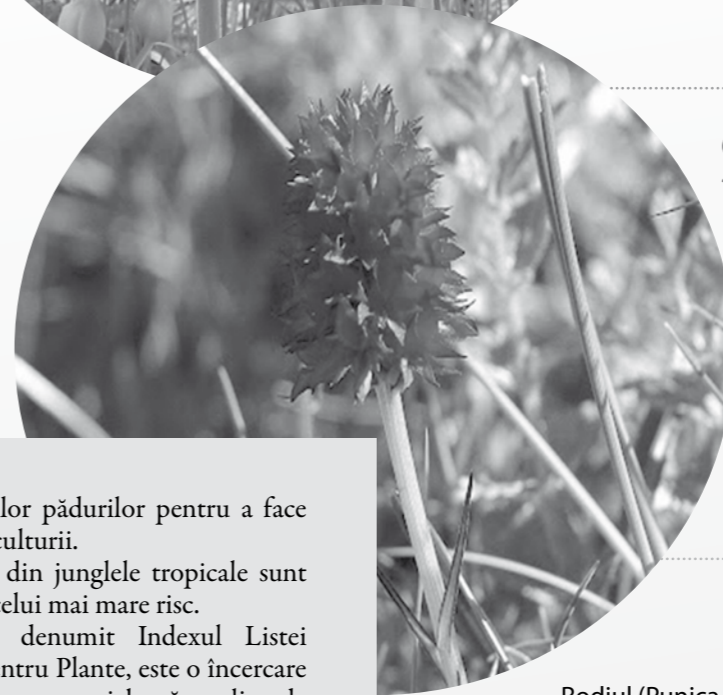 lor pădurilor pentru a face
culturii.
din junglele tropicale sunt
celui mai mare risc.
denumit Indexul Listei
ntru Plante, este o încercare
Rodiul (Punica